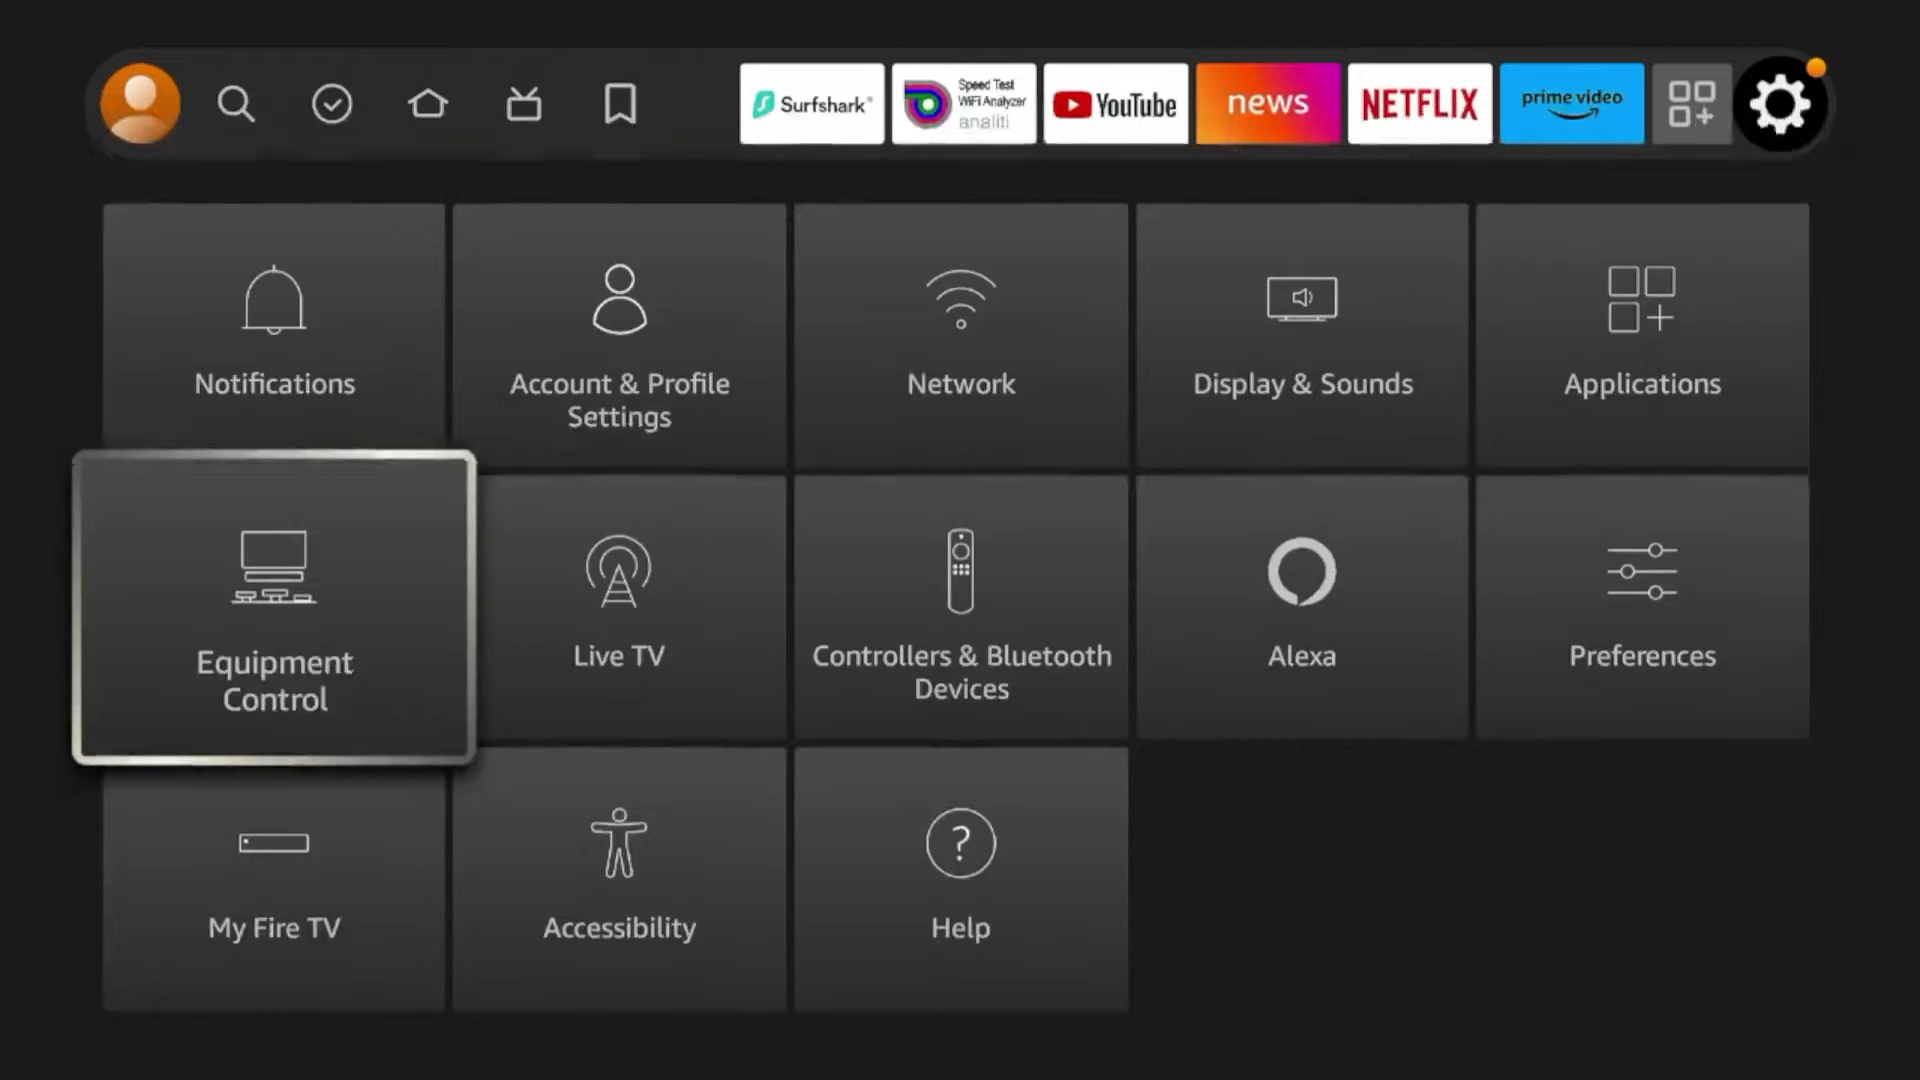 Surfshark®
Speed Test
WiFi Analyzer
analiti
YouTube
news
NETFLIX
prime video
Notifications
Account & Profile
Settings
Network
Display & Sounds
Applications
Equipment
Control
Live TV
Controllers & Bluetooth
Devices
Alexa
Preferences
My Fire TV
Accessibility
?
Help